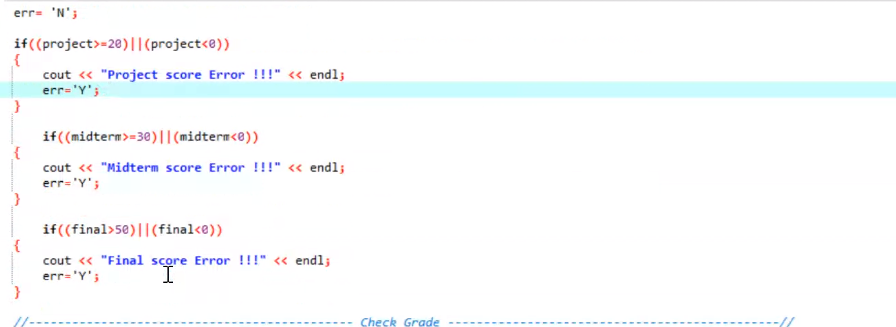 err= 'N';
if((project>=20)||(project<0))
{
cout << "Project score Error !!!" << endl;
err='Y';
}
if((midterm>=30)||(midterm<0))
{
cout << "Midterm score Error !!!" << endl;
err='Y';
}
if((final>50)||(final<0))
{
cout << "Final score Error !!!" << endl;
err='Y';
}
//--------------------------------------------- Check Grade ----------------------------------------------//